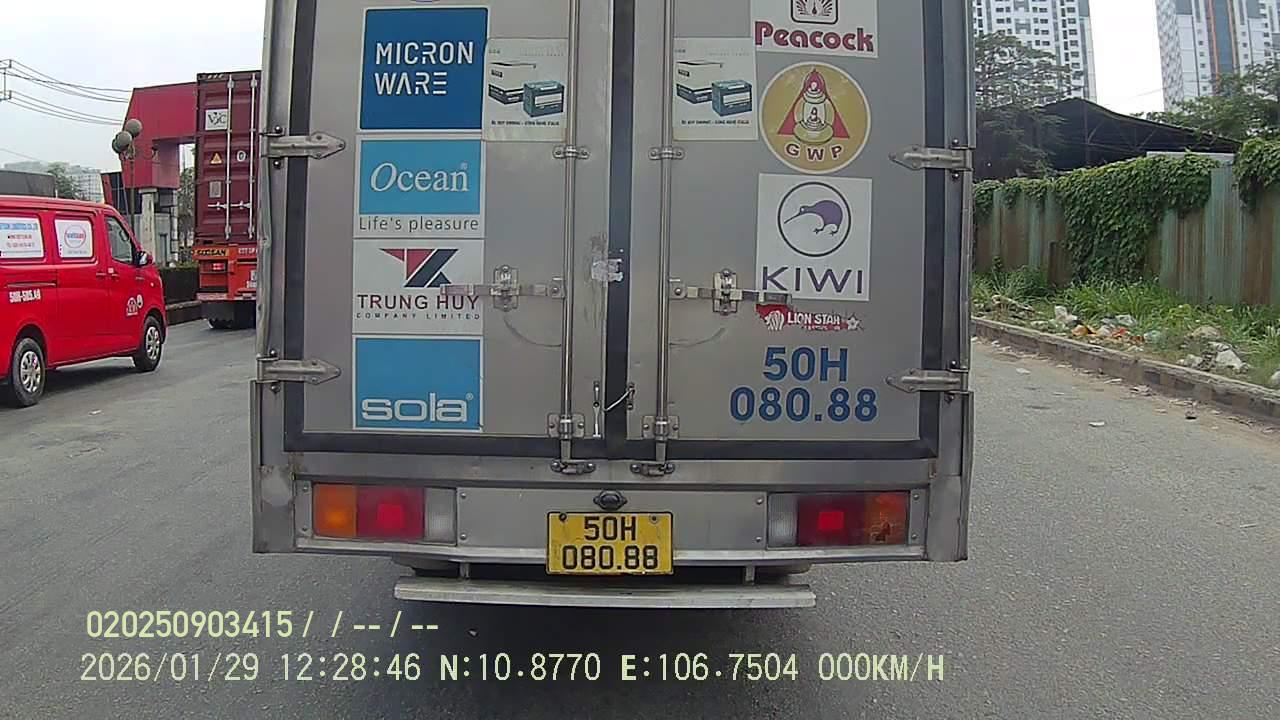 MICRON
WARE
Ocean®
Life's pleasure
TRUNG HUY
COMPANY LIMITED
sola®
Peacock
GWP
KIWI
LION STAR
50H
080.88
50H
080.88
020250903415 / / -- / --
2026/01/29 12:28:46 N:10.8770 E:106.7504 000KM/H